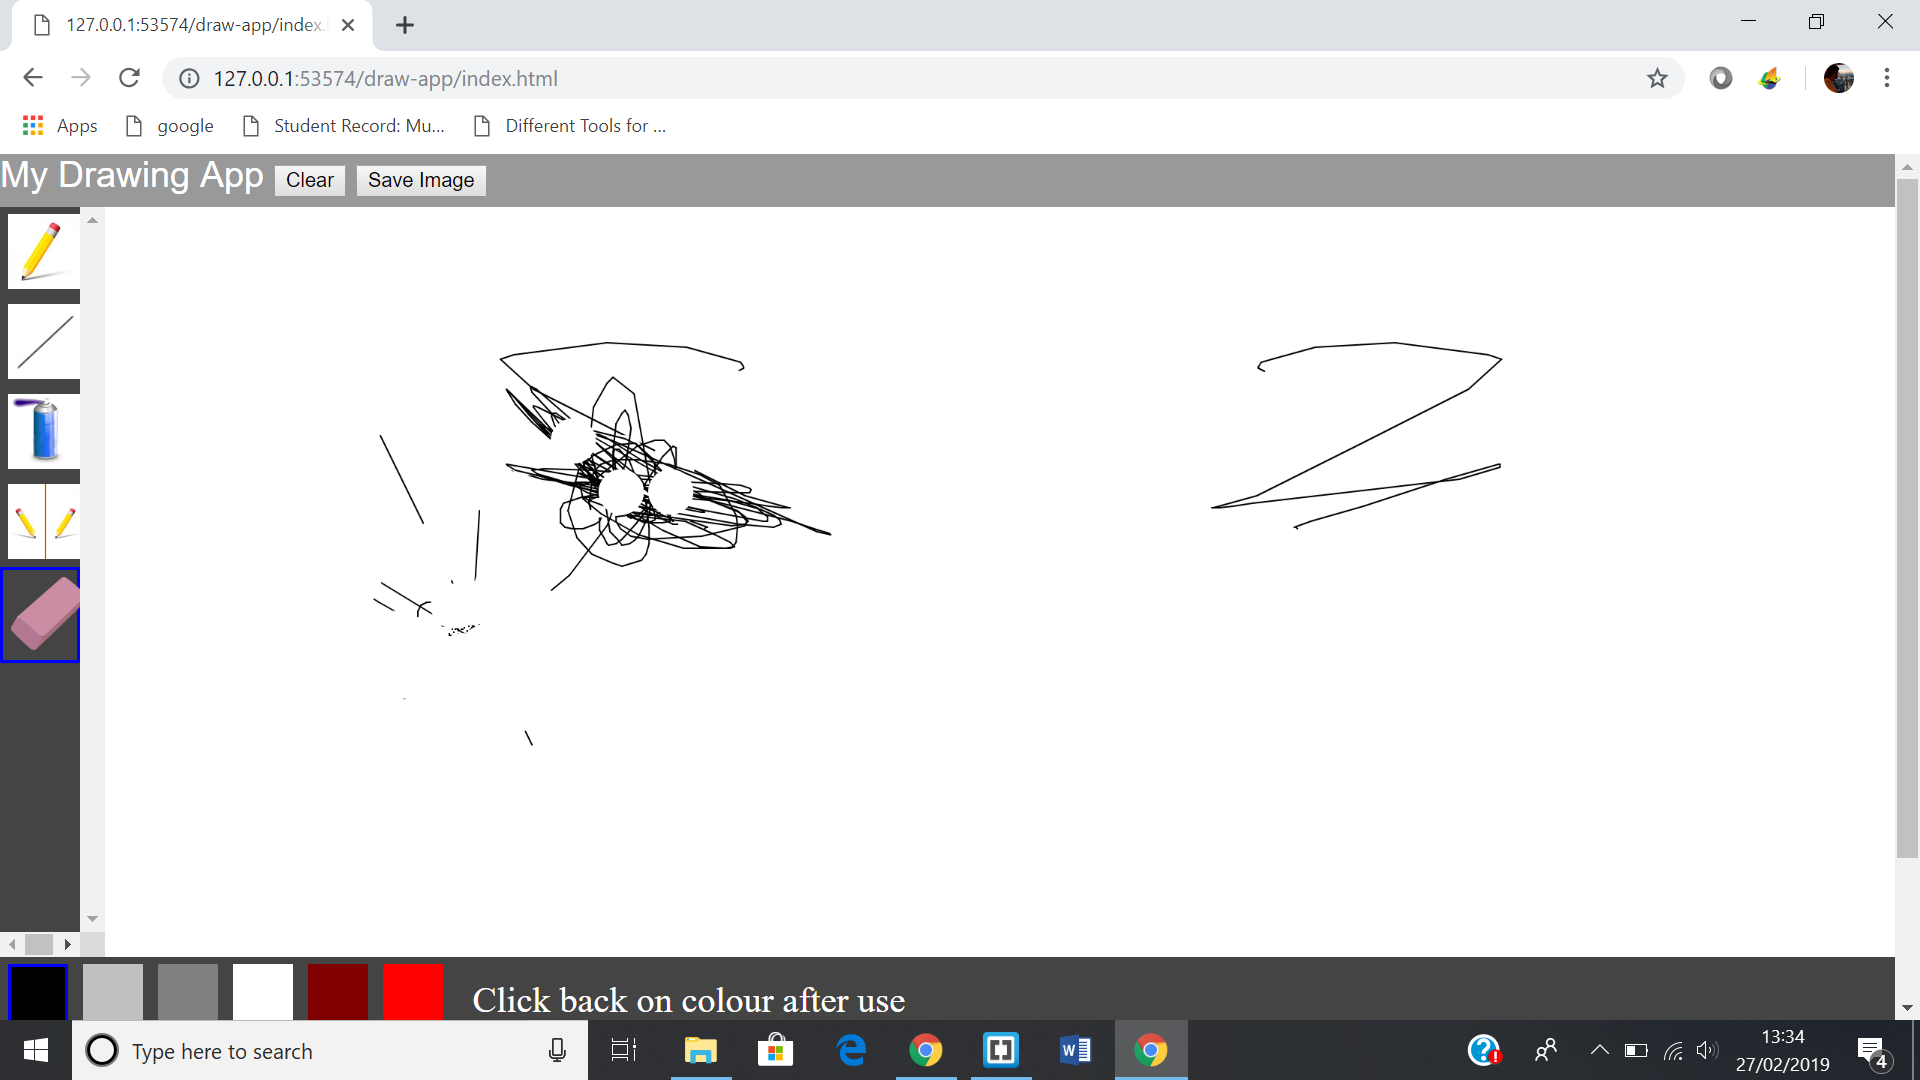 127.0.0.1:53574/draw-app/index.
127.0.0.1:53574/draw-app/index.html
Apps google Student Record: Mu... Different Tools for ...
My Drawing App Clear Save Image
Click back on colour after use
Type here to search
13:34
27/02/2019
4